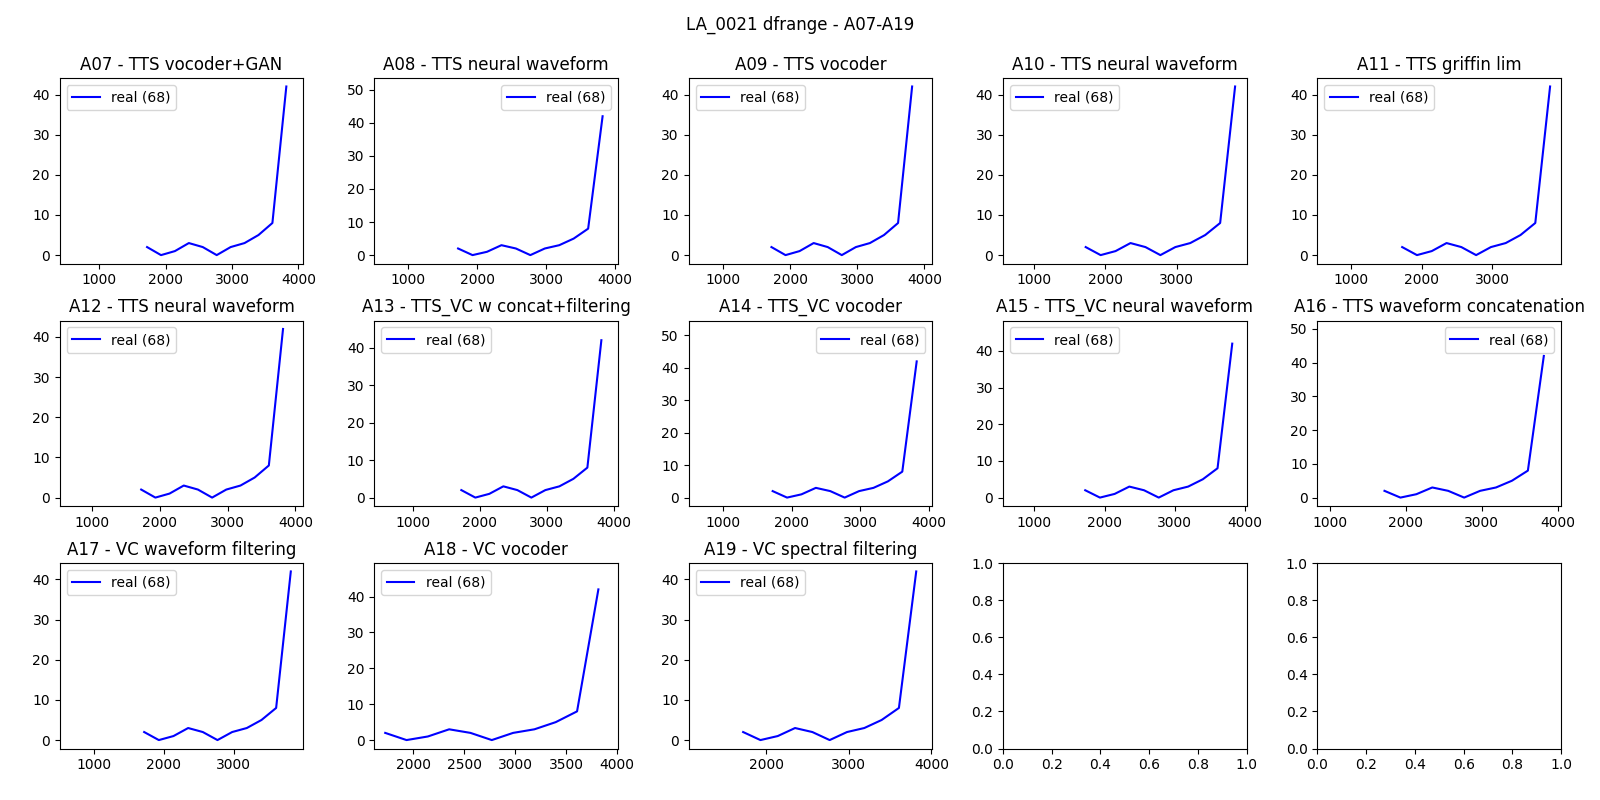 LA_0021 dfrange - A07-A19
A07 - TTS vocoder+GAN
A08 - TTS neural waveform
A09 - TTS vocoder
A10 - TTS neural waveform
A11 - TTS griffin lim
real (68)
real (68)
real (68)
real (68)
real (68)
40 30 20 10 0
50 40 30 20 10 0
40 30 20 10 0
40 30 20 10 0
40 30 20 10 0
1000 2000 3000 4000
1000 2000 3000 4000
1000 2000 3000 4000
1000 2000 3000
1000 2000 3000
A12 - TTS neural waveform
A13 - TTS_VC w concat+filtering
A14 - TTS_VC vocoder
A15 - TTS_VC neural waveform
A16 - TTS waveform concatenation
real (68)
real (68)
real (68)
real (68)
real (68)
40 30 20 10 0
40 30 20 10 0
50 40 30 20 10 0
40 30 20 10 0
50 40 30 20 10 0
1000 2000 3000 4000
1000 2000 3000 4000
1000 2000 3000 4000
1000 2000 3000 4000
1000 2000 3000 4000
A17 - VC waveform filtering
A18 - VC vocoder
A19 - VC spectral filtering
real (68)
real (68)
real (68)
40 30 20 10 0
40 30 20 10 0
40 30 20 10 0
1.0 0.8 0.6 0.4 0.2 0.0
1.0 0.8 0.6 0.4 0.2 0.0
1000 2000 3000
2000 2500 3000 3500 4000
2000 3000 4000
0.0 0.2 0.4 0.6 0.8 1.0
0.0 0.2 0.4 0.6 0.8 1.0